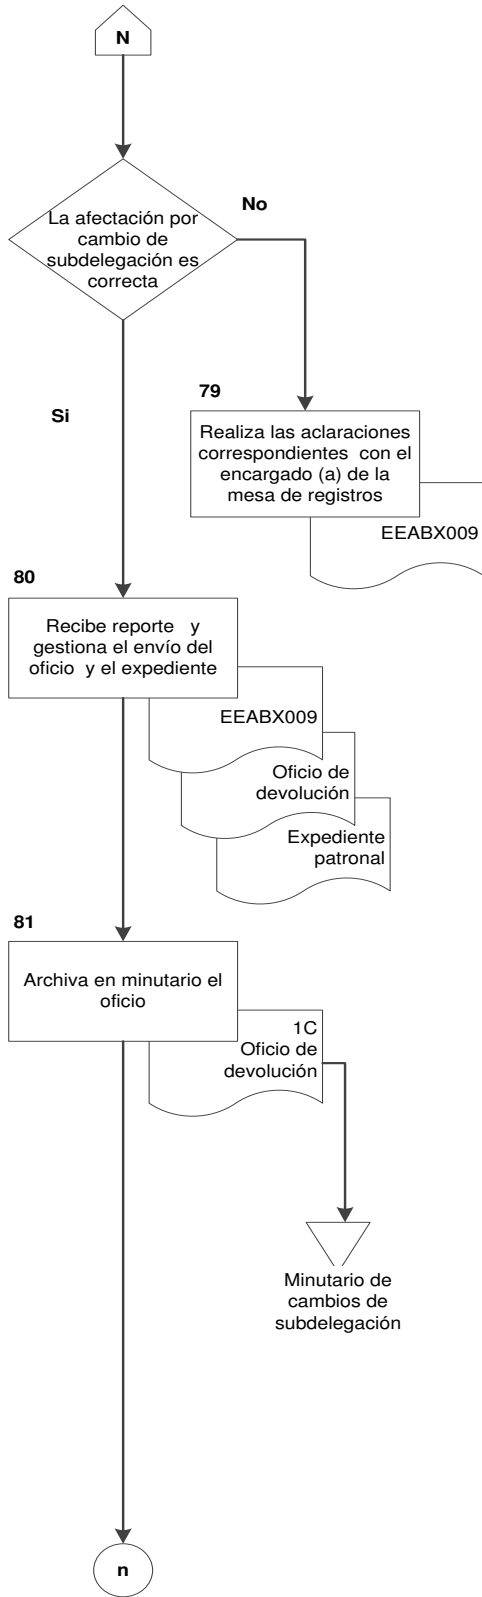 N
La afectación por
cambio de
subdelegación es
correcta
No
Si
79
Realiza las aclaraciones
correspondientes con el
encargado (a) de la
mesa de registros
EEABX009
80
Recibe reporte y
gestiona el envío del
oficio y el expediente
EEABX009
Oficio de
devolución
Expediente
patronal
81
Archiva en minutario el
oficio
1C
Oficio de
devolución
Minutario de
cambios de
subdelegación
n